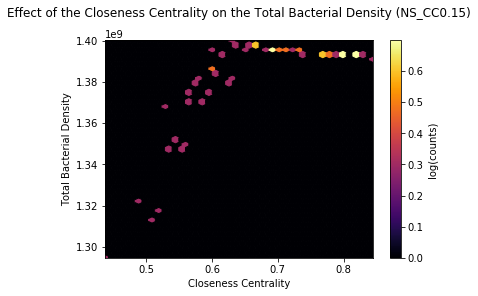 Effect of the Closeness Centrality on the Total Bacterial Density (NS_CC0.15)
1e9
1.40
1.38
1.36
1.34
1.32
1.30
Total Bacterial Density
0.5 0.6 0.7 0.8
Closeness Centrality
0.6
0.5
0.4
0.3
0.2
0.1
0.0
log(counts)